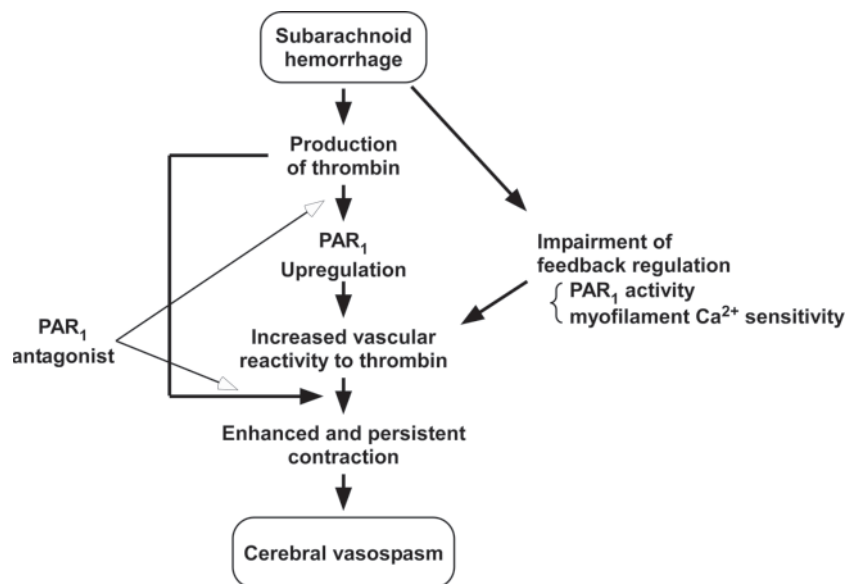 Subarachnoid
hemorrhage
Production
of thrombin
PAR₁
Upregulation
Impairment of
feedback regulation
PAR₁ activity
myofilament Ca²⁺ sensitivity
PAR₁
antagonist
Increased vascular
reactivity to thrombin
Enhanced and persistent
contraction
Cerebral vasospasm